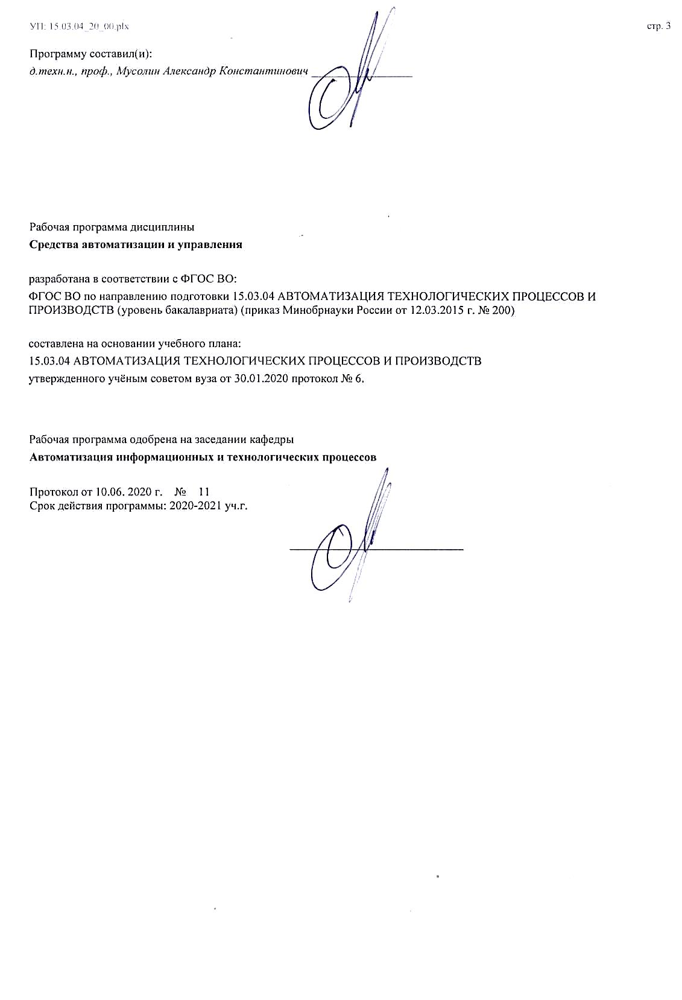 УП: 15.03.04_20_00.plx
стр. 3
Программу составил(и):
д.техн.н., проф., Мусолин Александр Константинович
Рабочая программа дисциплины
Средства автоматизации и управления
разработана в соответствии с ФГОС ВО:
ФГОС ВО по направлению подготовки 15.03.04 АВТОМАТИЗАЦИЯ ТЕХНОЛОГИЧЕСКИХ ПРОЦЕССОВ И
ПРОИЗВОДСТВ (уровень бакалавриата) (приказ Минобрнауки России от 12.03.2015 г. № 200)
составлена на основании учебного плана:
15.03.04 АВТОМАТИЗАЦИЯ ТЕХНОЛОГИЧЕСКИХ ПРОЦЕССОВ И ПРОИЗВОДСТВ
утвержденного учёным советом вуза от 30.01.2020 протокол № 6.
Рабочая программа одобрена на заседании кафедры
Автоматизация информационных и технологических процессов
Протокол от 10.06. 2020 г. № 11
Срок действия программы: 2020-2021 уч.г.